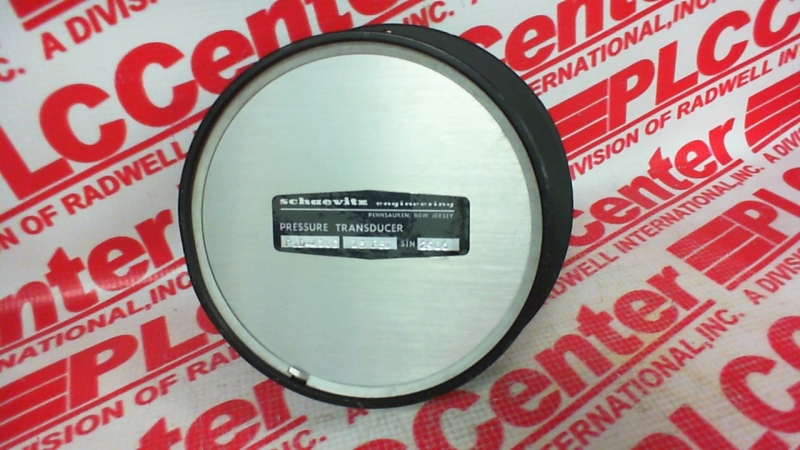 schaevitz engineering
PENNSAUKEN, NEW JERSEY
PRESSURE TRANSDUCER
S/N
PLCCenter
A DIVISION OF RADWELL INTERNATIONAL, INC.